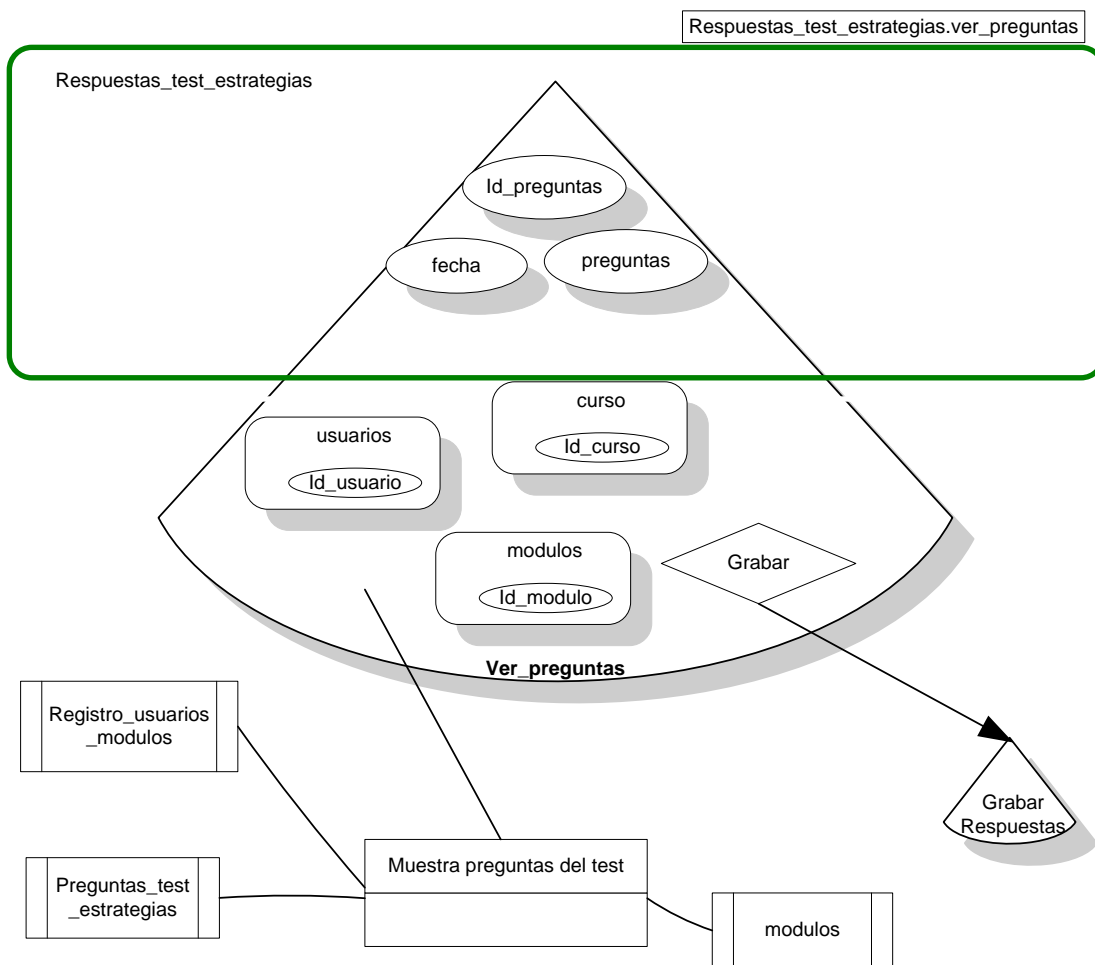 Respuestas_test_estrategias.ver_preguntas
Respuestas_test_estrategias
Id_preguntas
fecha
preguntas
curso
Id_curso
usuarios
Id_usuario
modulos
Id_modulo
Grabar
Ver_preguntas
Registro_usuarios
_modulos
Grabar
Respuestas
Muestra preguntas del test
Preguntas_test
_estrategias
modulos